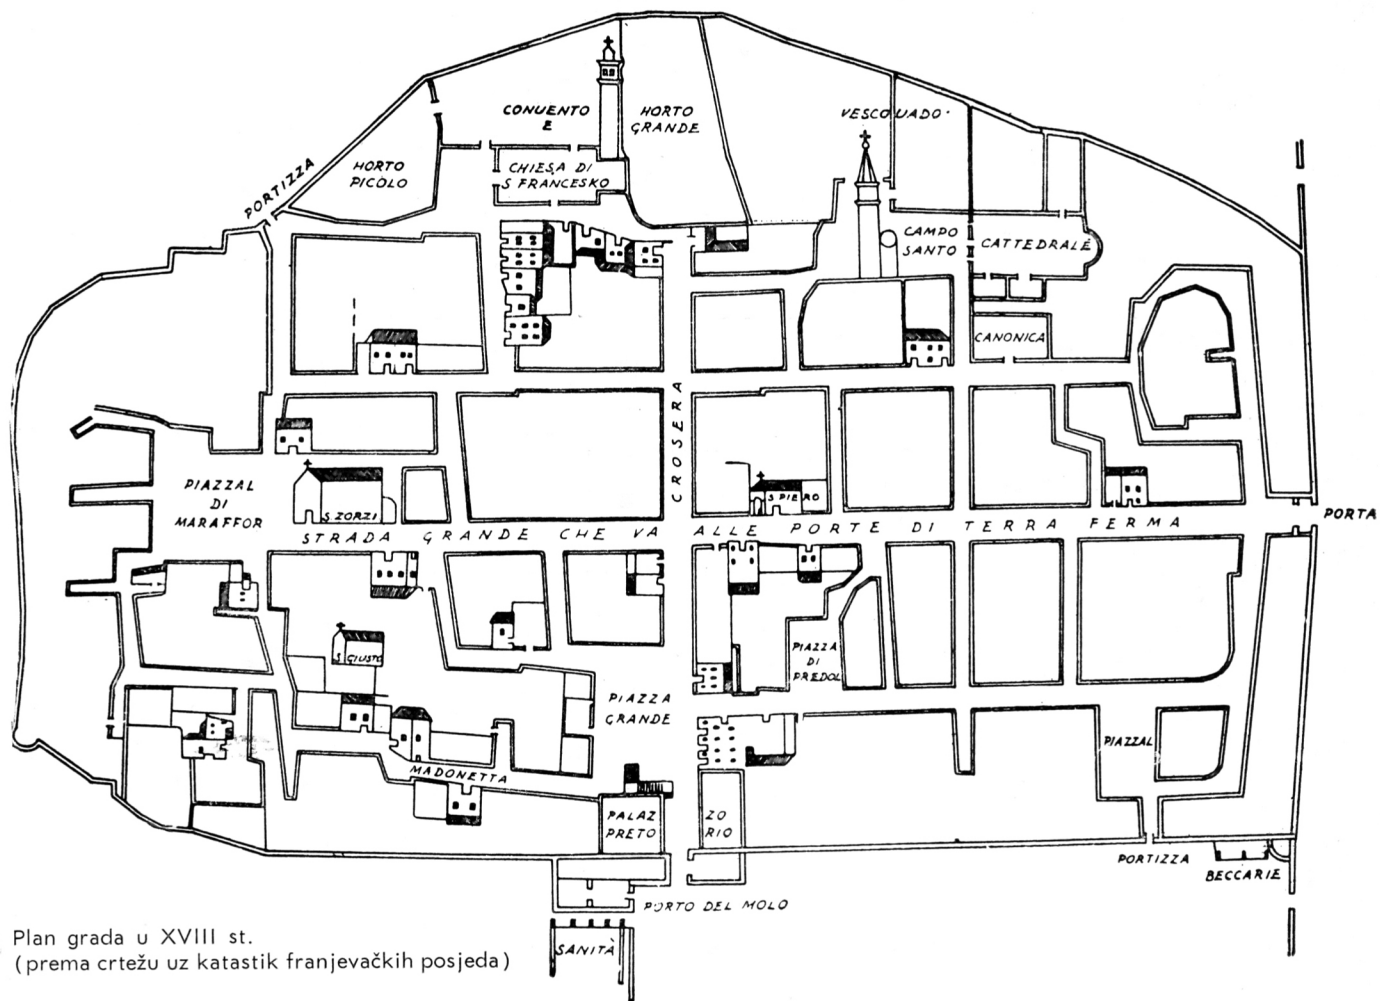 CONUENTO
E
HORTO
GRANDE
VESCOUADO
HORTO
PICOLO
CHIESA DI
S FRANCESKO
PORTIZZA
CAMPO
SANTO
CATTEDRALE
CANONICA
CROSERA
PIAZZAL
DI
MARAFFOR
S. ZORZI
S PIERO
STRADA GRANDE CHE VA ALLE PORTE DI TERRA FERMA
PORTA
S. GIUSTO
PIAZZA
DI
PREDOL
PIAZZA
GRANDE
PIAZZAL
MADONETTA
PALAZ
PRETO
ZO
RIO
PORTIZZA
BECCARIE
PORTO DEL MOLO
SANITÀ
Plan grada u XVIII st.
(prema crtežu uz katastik franjevačkih posjeda)